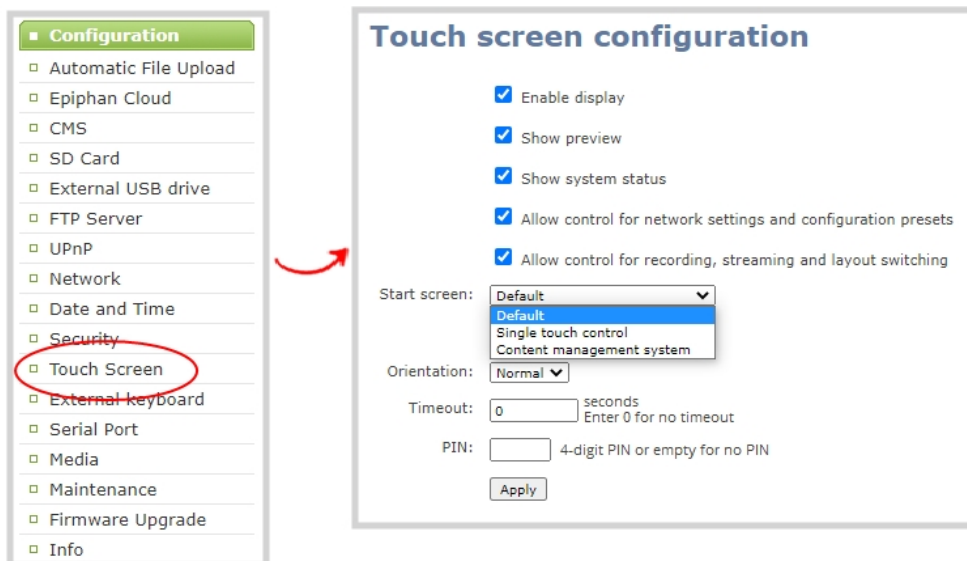 Configuration
Automatic File Upload
Epiphan Cloud
CMS
SD Card
External USB drive
FTP Server
UPnP
Network
Date and Time
Security
Touch Screen
External keyboard
Serial Port
Media
Maintenance
Firmware Upgrade
Info
Touch screen configuration
Enable display
Show preview
Show system status
Allow control for network settings and configuration presets
Allow control for recording, streaming and layout switching
Start screen: Default
Default
Single touch control
Content management system
Orientation: Normal
Timeout: 0 seconds
Enter 0 for no timeout
PIN: 4-digit PIN or empty for no PIN
Apply